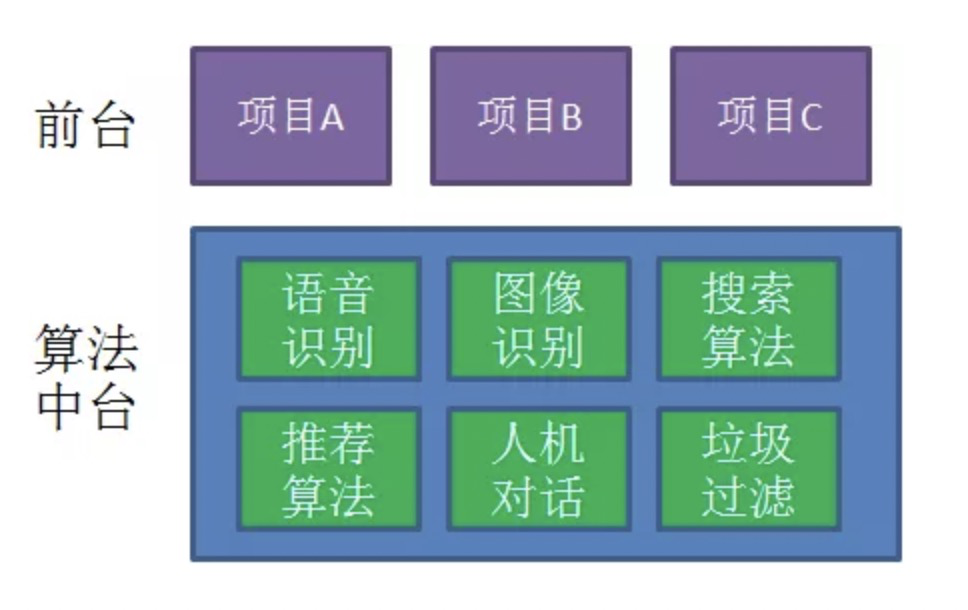 前台
项目A
项目B
项目C
算法
中台
语音
识别
图像
识别
搜索
算法
推荐
算法
人机
对话
垃圾
过滤